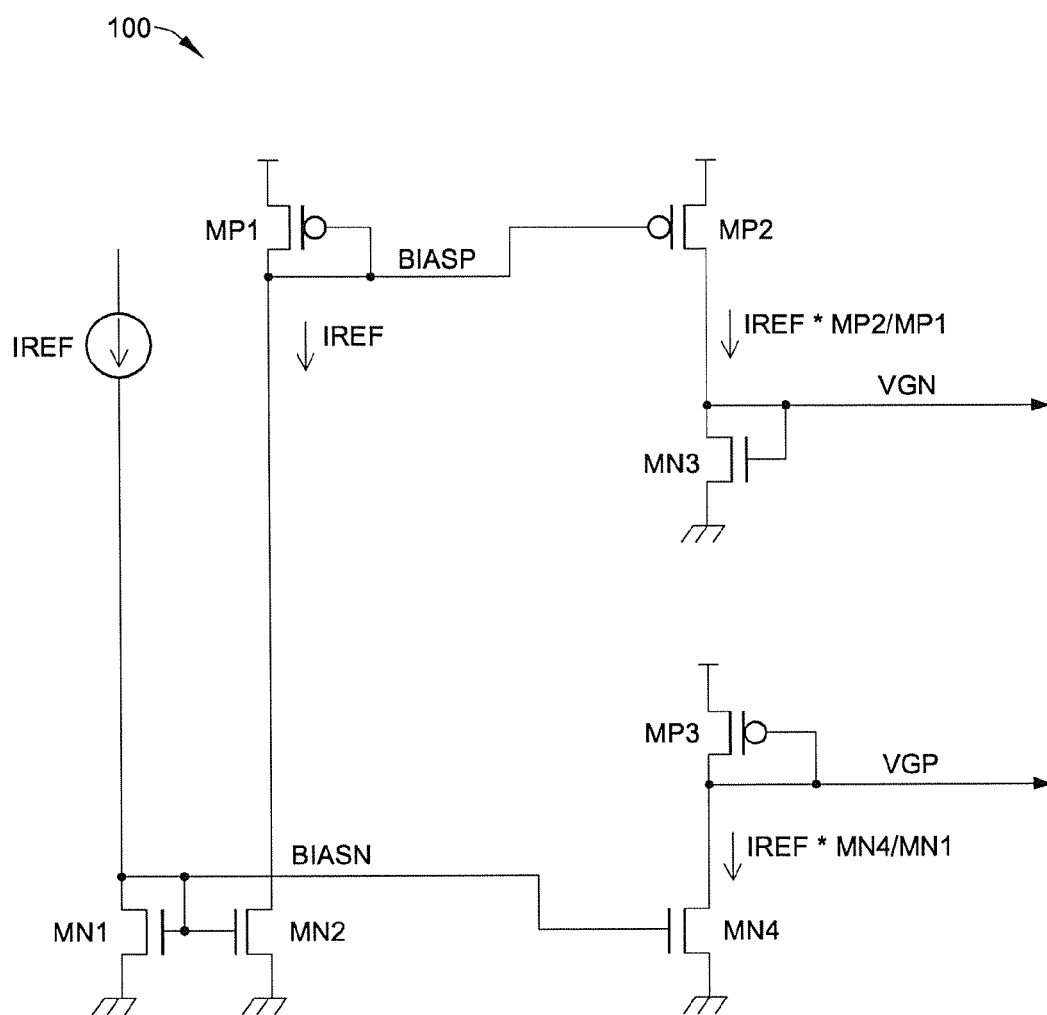 100
MP1
BIASP
MP2
IREF
IREF
IREF * MP2/MP1
VGN
MN3
MP3
VGP
IREF * MN4/MN1
BIASN
MN1
MN2
MN4